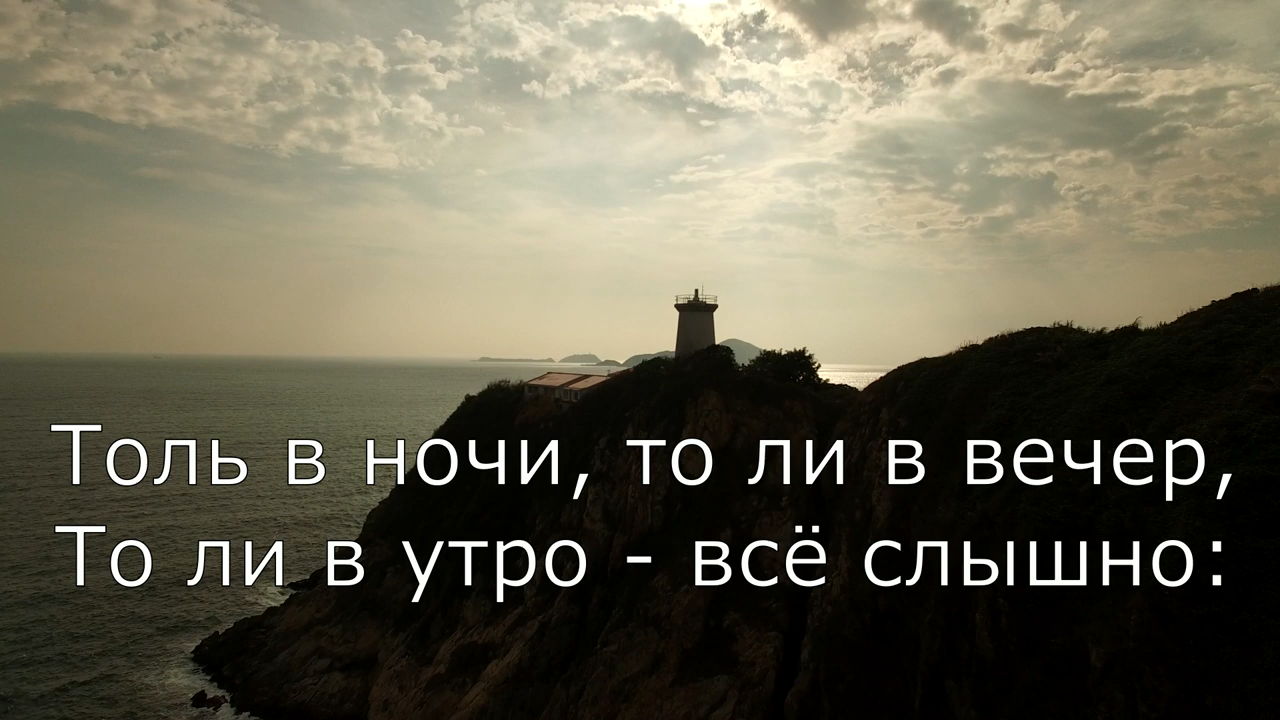 Толь в ночи, то ли в вечер,
То ли в утро - всё слышно: